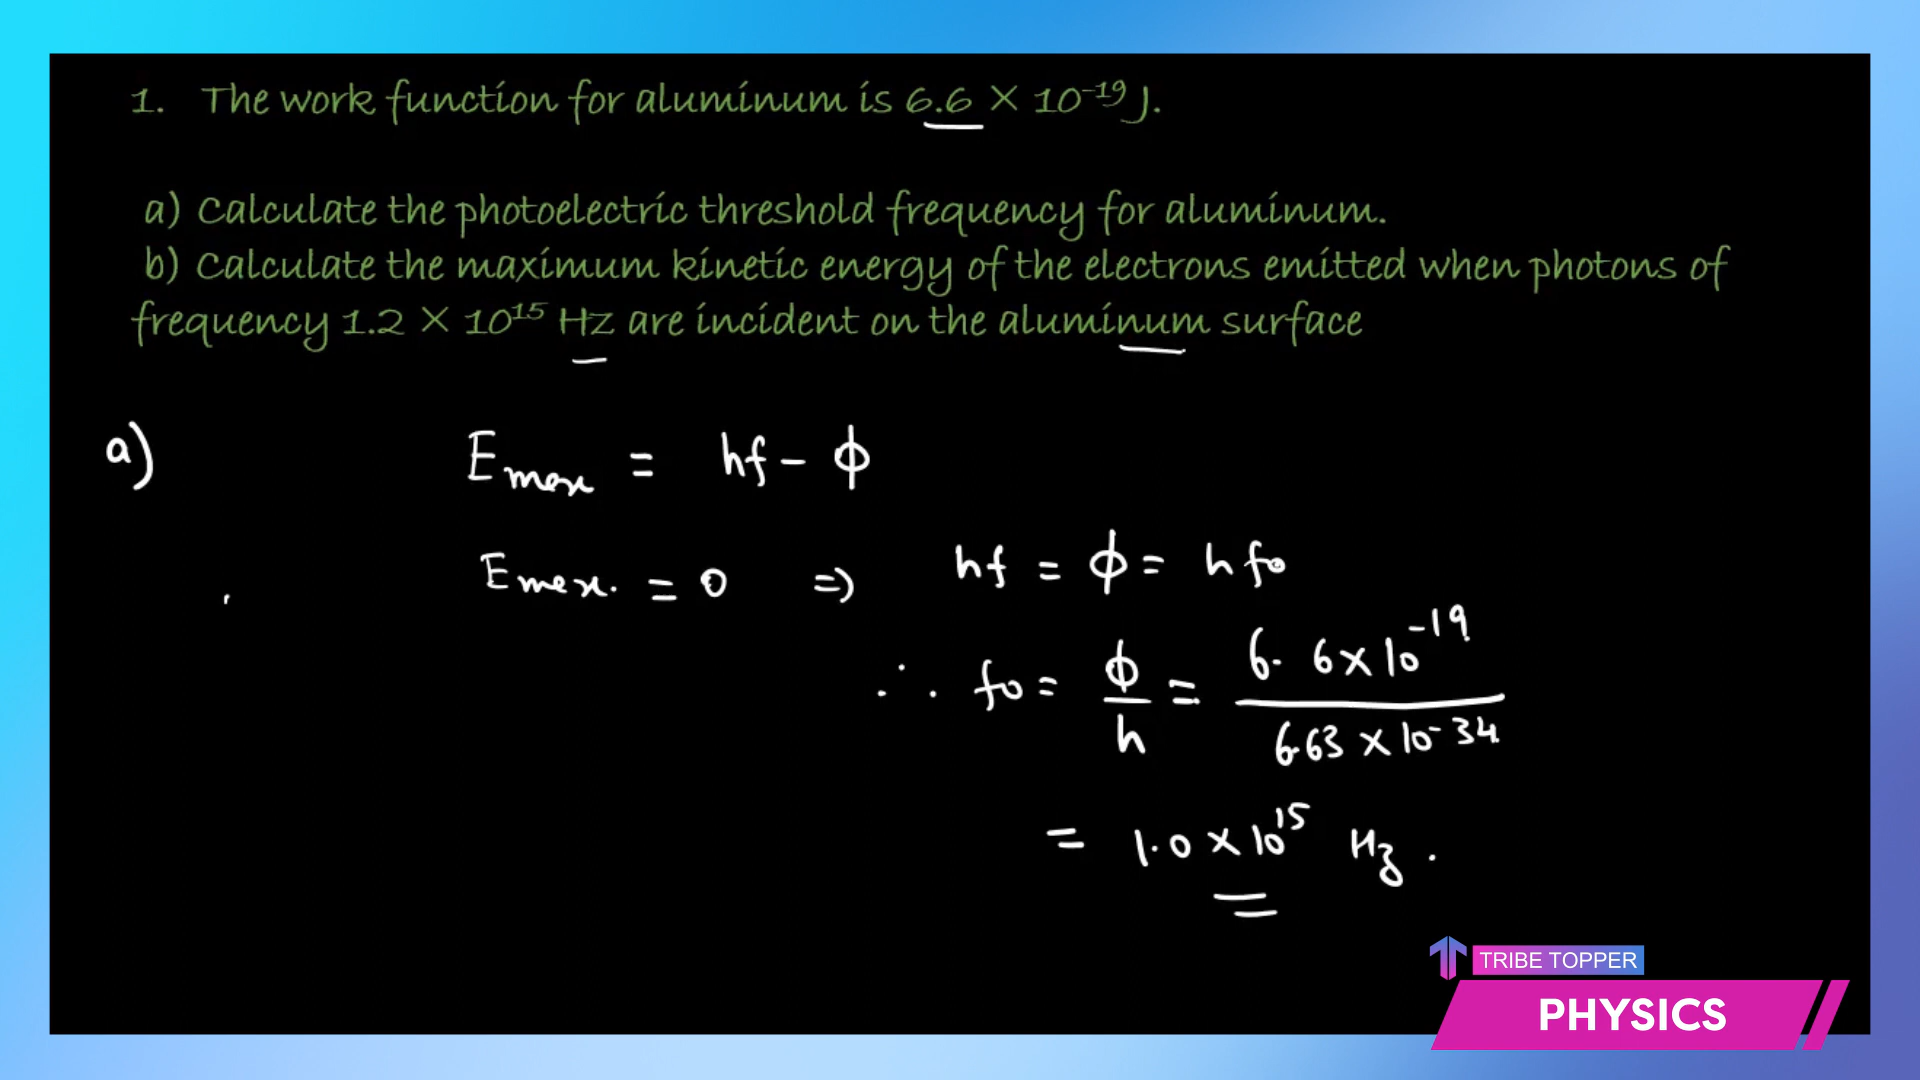 1. The work function for aluminum is 6.6 × 10⁻¹⁹ J.
a) Calculate the photoelectric threshold frequency for aluminum.
b) Calculate the maximum kinetic energy of the electrons emitted when photons of
frequency 1.2 × 10¹⁵ Hz are incident on the aluminum surface
a) Emax = hf - ϕ
Emax. = 0 ⇒ hf = ϕ = hf₀
∴ f₀ = ϕ/h = 6.6 × 10⁻¹⁹ / 6.63 × 10⁻³⁴
= 1.0 × 10¹⁵ Hz.
TRIBE TOPPER
PHYSICS